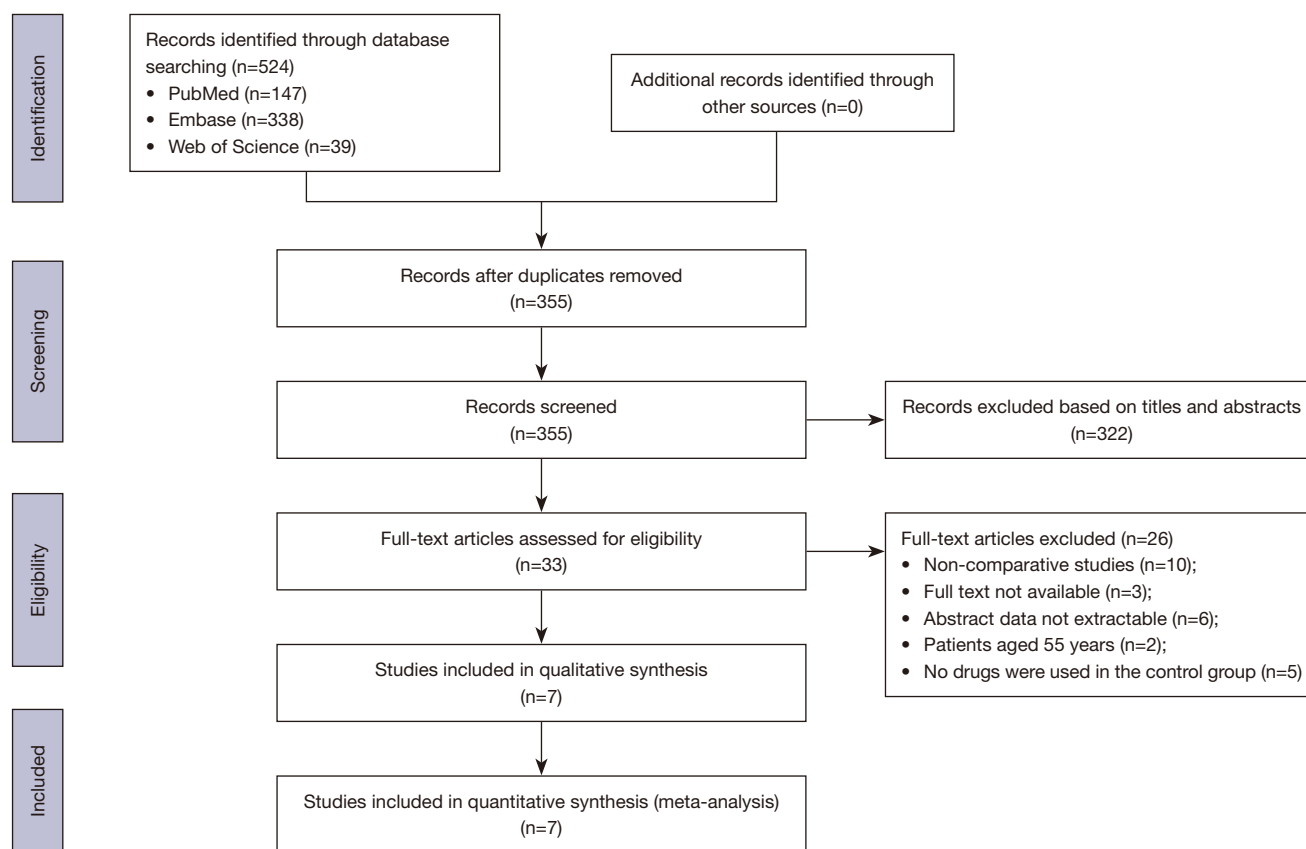 Identification
Records identified through database
searching (n=524)
• PubMed (n=147)
• Embase (n=338)
• Web of Science (n=39)
Additional records identified through
other sources (n=0)
Screening
Records after duplicates removed
(n=355)
Records screened
(n=355)
Records excluded based on titles and abstracts
(n=322)
Eligibility
Full-text articles assessed for eligibility
(n=33)
Full-text articles excluded (n=26)
• Non-comparative studies (n=10);
• Full text not available (n=3);
• Abstract data not extractable (n=6);
• Patients aged 55 years (n=2);
• No drugs were used in the control group (n=5)
Studies included in qualitative synthesis
(n=7)
Included
Studies included in quantitative synthesis (meta-analysis)
(n=7)